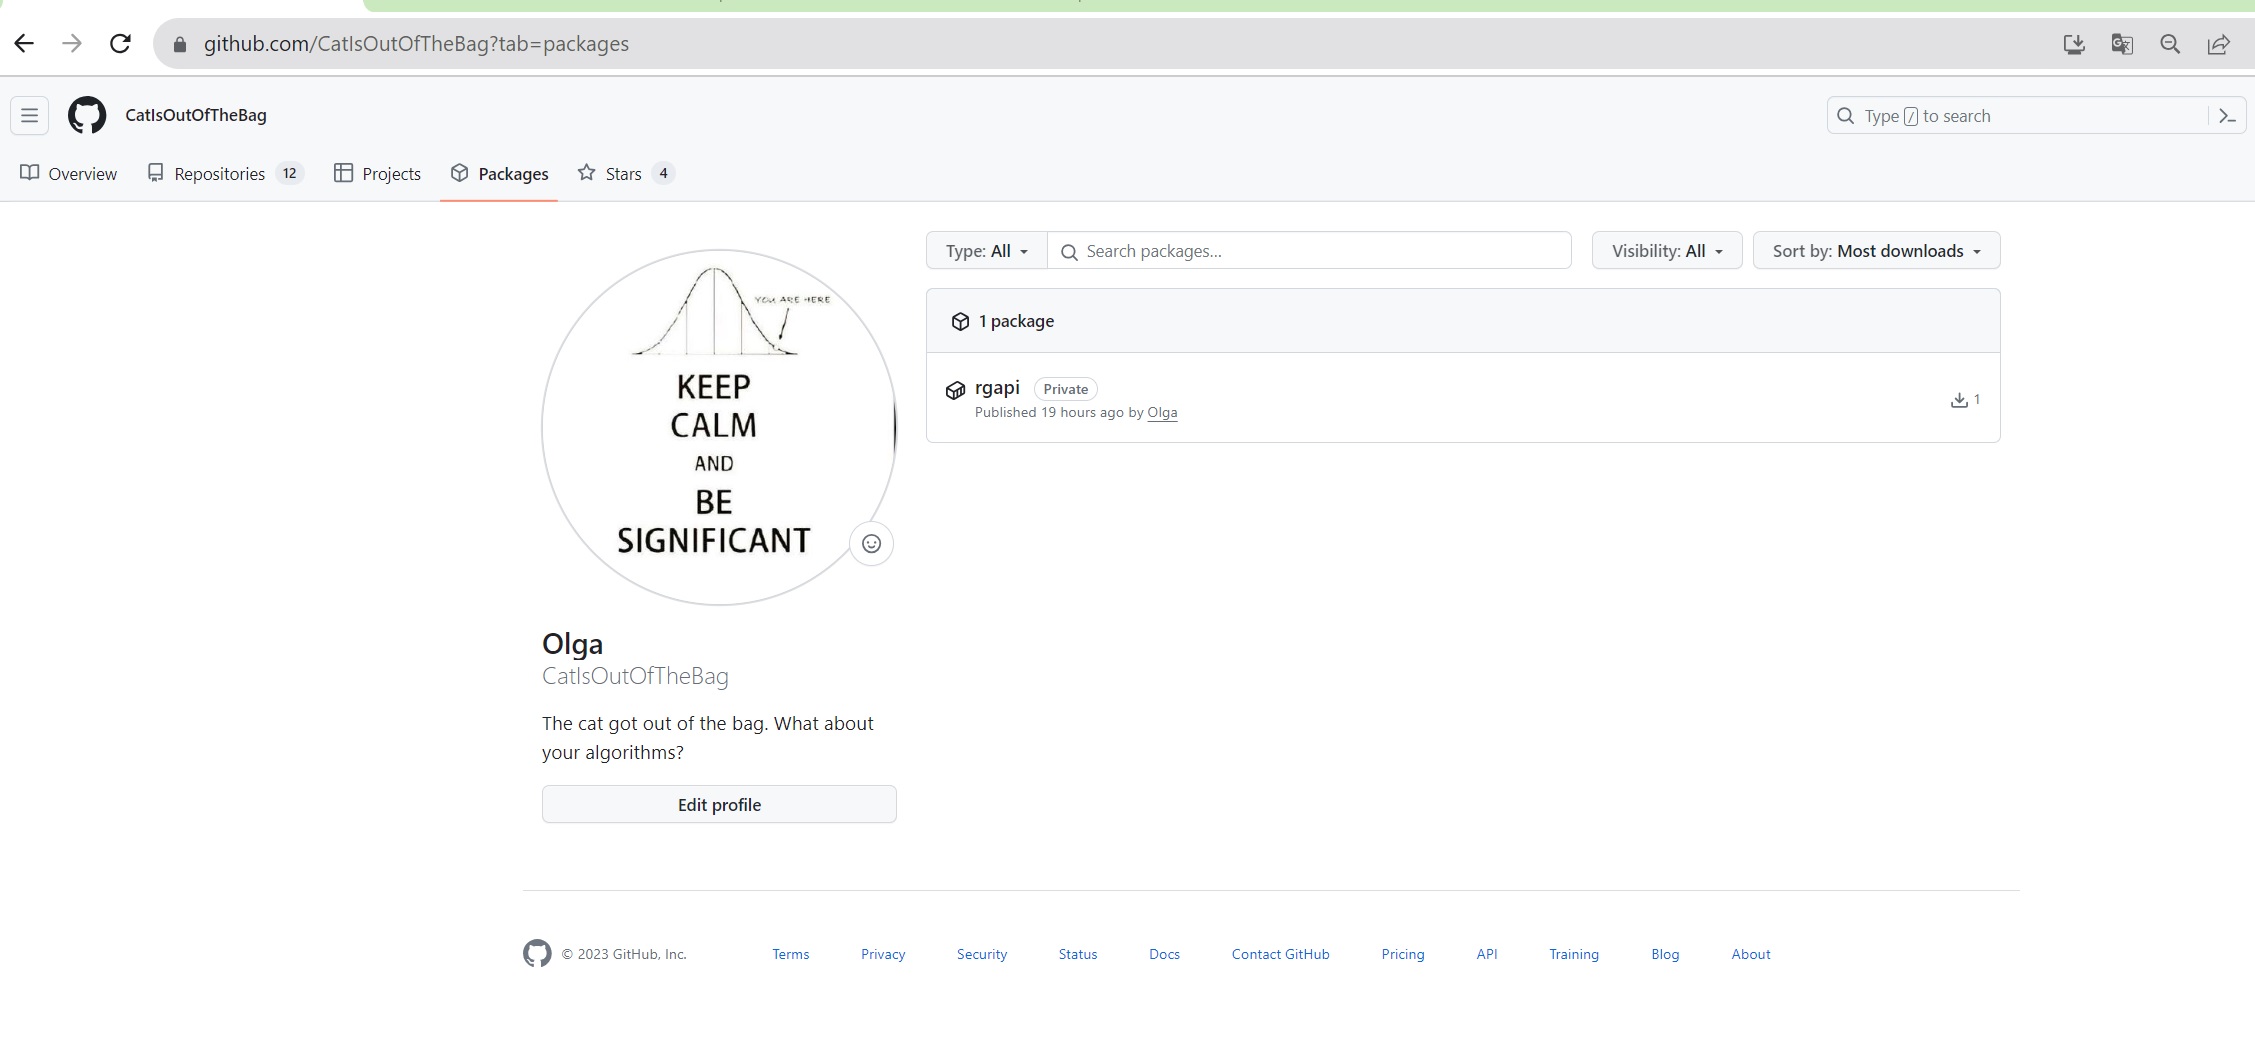 github.com/CatIsOutOfTheBag?tab=packages
CatIsOutOfTheBag
Type / to search
Overview
Repositories 12
Projects
Packages
Stars 4
Type: All
Search packages...
Visibility: All
Sort by: Most downloads
1 package
rgapi Private
Published 19 hours ago by Olga
1
YOU ARE HERE
KEEP
CALM
AND
BE
SIGNIFICANT
Olga
CatIsOutOfTheBag
The cat got out of the bag. What about
your algorithms?
Edit profile
© 2023 GitHub, Inc.
Terms
Privacy
Security
Status
Docs
Contact GitHub
Pricing
API
Training
Blog
About